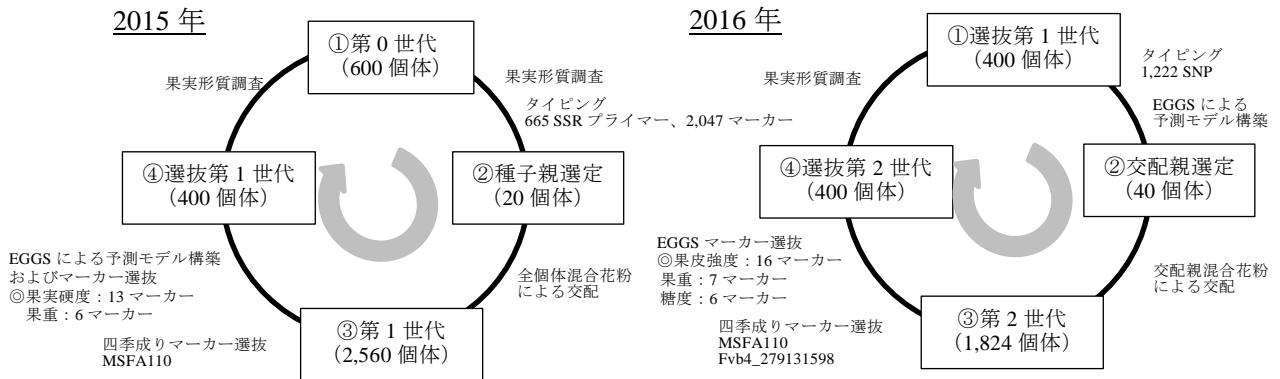 2015 年
①第 0 世代
(600 個体)
果実形質調査
果実形質調査
タイピング
665 SSR プライマー、2,047 マーカー
④選抜第 1 世代
(400 個体)
②種子親選定
(20 個体)
EGGS による予測モデル構築
およびマーカー選抜
◎果実硬度：13 マーカー
果重：6 マーカー
全個体混合花粉
による交配
四季成りマーカー選抜
MSFA110
③第 1 世代
(2,560 個体)
2016 年
①選抜第 1 世代
(400 個体)
果実形質調査
タイピング
1,222 SNP
EGGS による
予測モデル構築
④選抜第 2 世代
(400 個体)
②交配親選定
(40 個体)
EGGS マーカー選抜
◎果皮強度：16 マーカー
果重：7 マーカー
糖度：6 マーカー
交配親混合花粉
による交配
四季成りマーカー選抜
MSFA110
Fvb4_279131598
③第 2 世代
(1,824 個体)